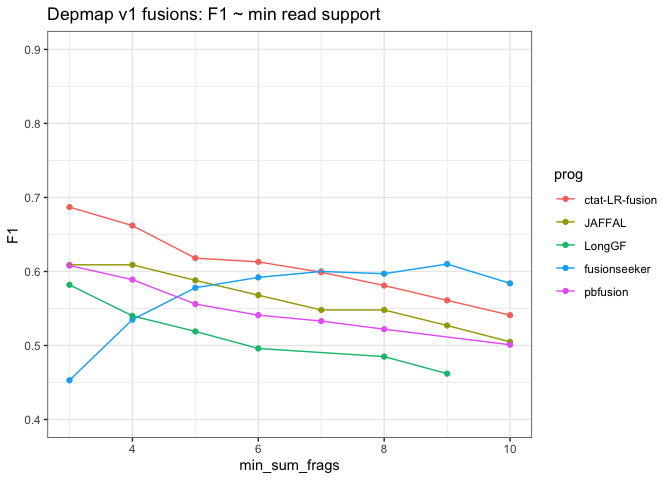 Depmap v1 fusions: F1 ~ min read support
0.9
0.8
0.7
0.6
0.5
0.4
F1
4 6 8 10
min_sum_frags
prog
ctat-LR-fusion
JAFFAL
LongGF
fusionseeker
pbfusion